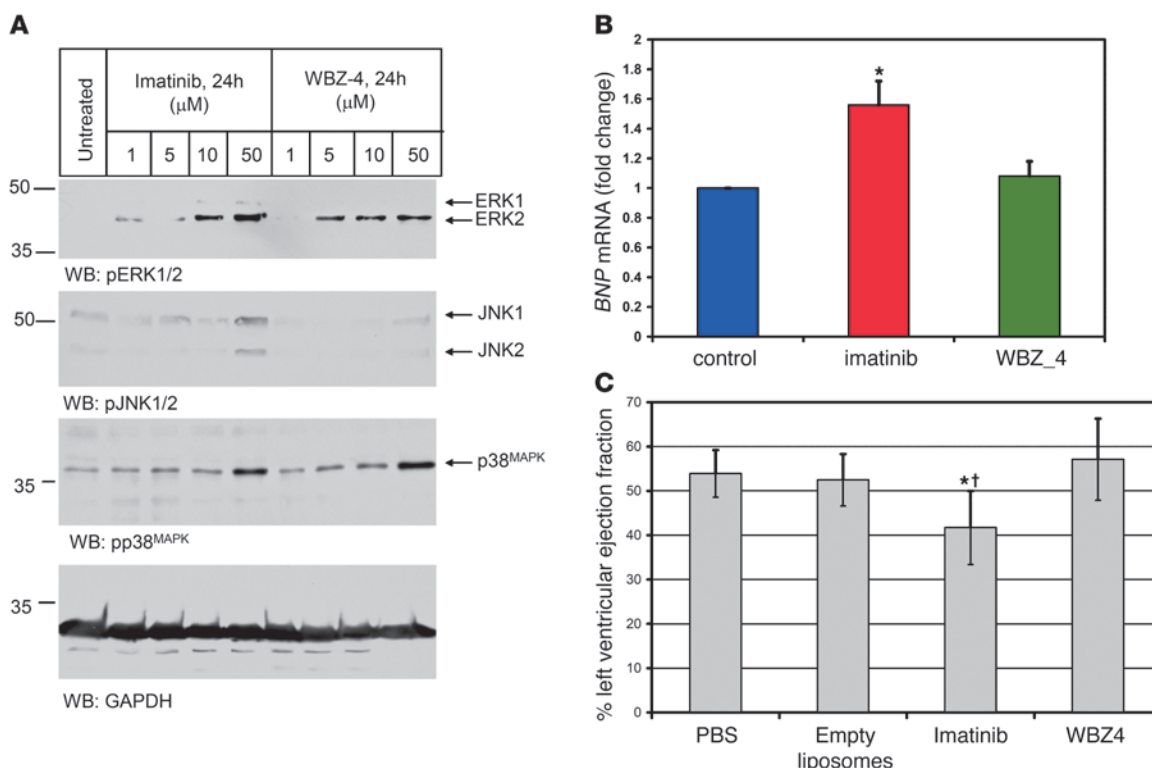 A
Untreated
Imatinib, 24h
(µM)
WBZ-4, 24h
(µM)
1 5 10 50 1 5 10 50
50
ERK1
ERK2
35
WB: pERK1/2
50
JNK1
JNK2
WB: pJNK1/2
p38MAPK
35
WB: pp38MAPK
35
WB: GAPDH
B
BNP mRNA (fold change)
2
1.8
1.6
1.4
1.2
1
0.8
0.6
0.4
0.2
0
*
control imatinib WBZ_4
C
% left ventricular ejection fraction
70
60
50
40
30
20
10
0
*†
PBS Empty Imatinib WBZ4
liposomes